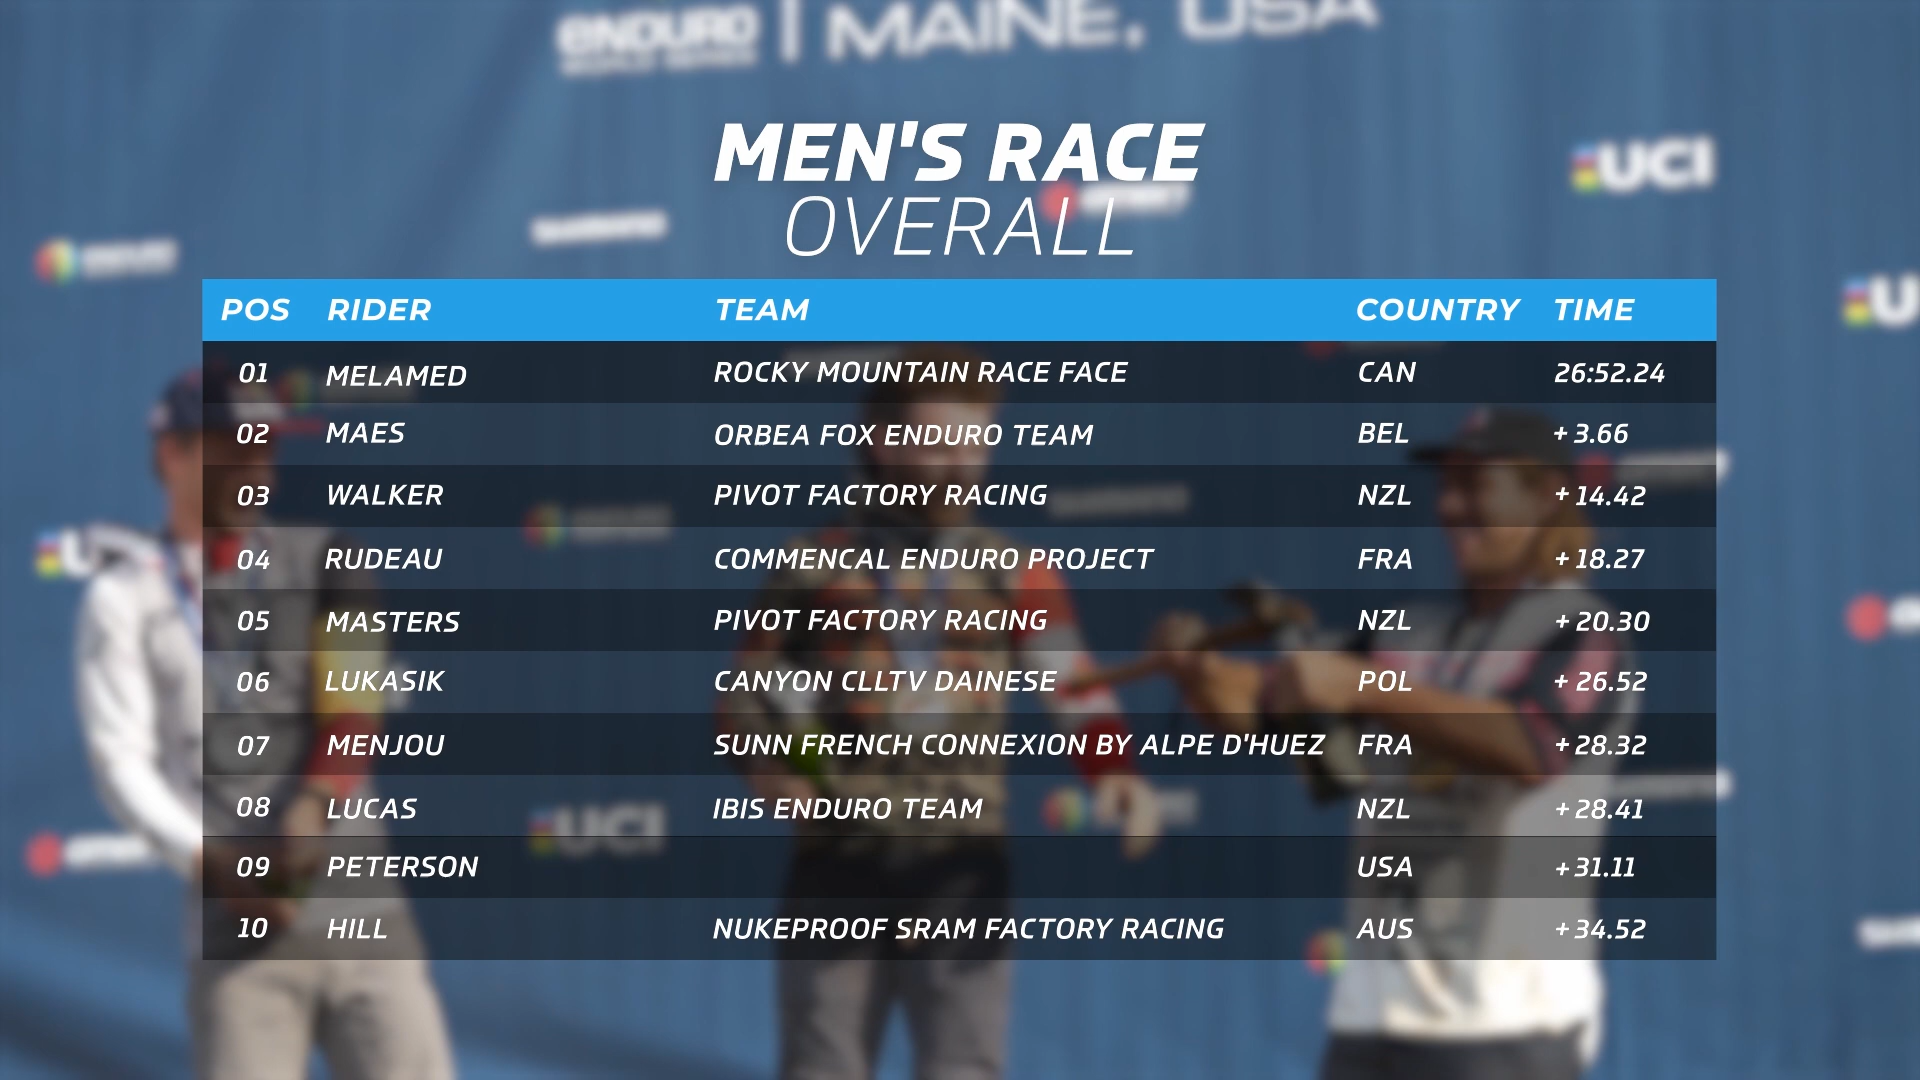 enduro | MAINE, USA
WORLD SERIES
MEN'S RACE
OVERALL
UCI
SHIMANO
POS RIDER TEAM COUNTRY TIME
01 MELAMED ROCKY MOUNTAIN RACE FACE CAN 26:52.24
02 MAES ORBEA FOX ENDURO TEAM BEL + 3.66
03 WALKER PIVOT FACTORY RACING NZL + 14.42
04 RUDEAU COMMENCAL ENDURO PROJECT FRA + 18.27
05 MASTERS PIVOT FACTORY RACING NZL + 20.30
06 LUKASIK CANYON CLLTV DAINESE POL + 26.52
07 MENJOU SUNN FRENCH CONNEXION BY ALPE D'HUEZ FRA + 28.32
08 LUCAS IBIS ENDURO TEAM NZL + 28.41
UCI
09 PETERSON USA + 31.11
10 HILL NUKEPROOF SRAM FACTORY RACING AUS + 34.52